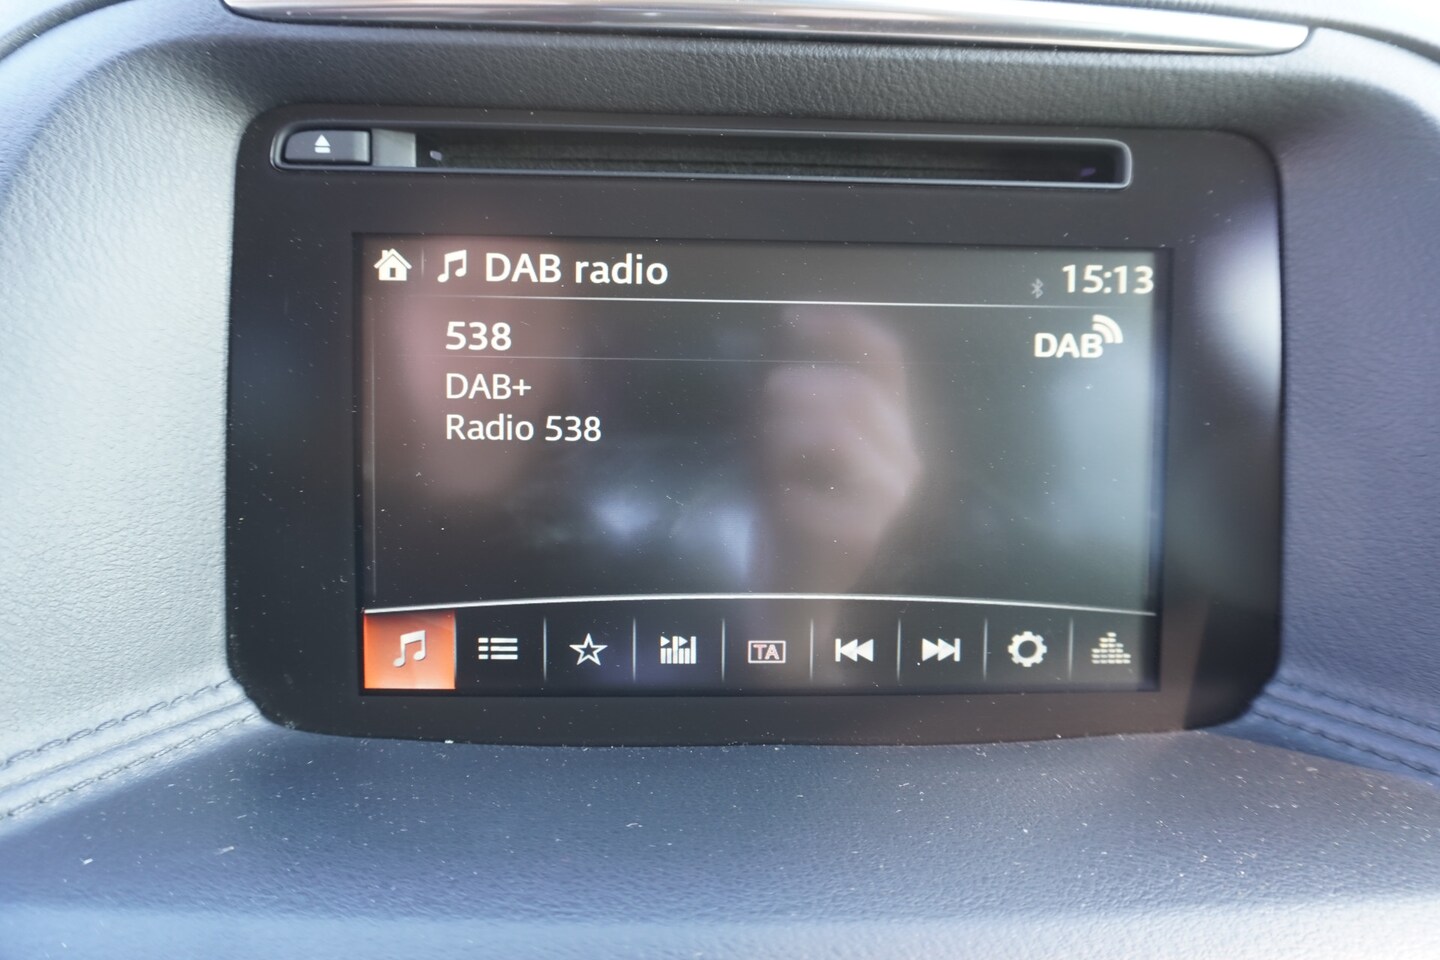 DAB radio
15:13
538
DAB
DAB+
Radio 538
TA